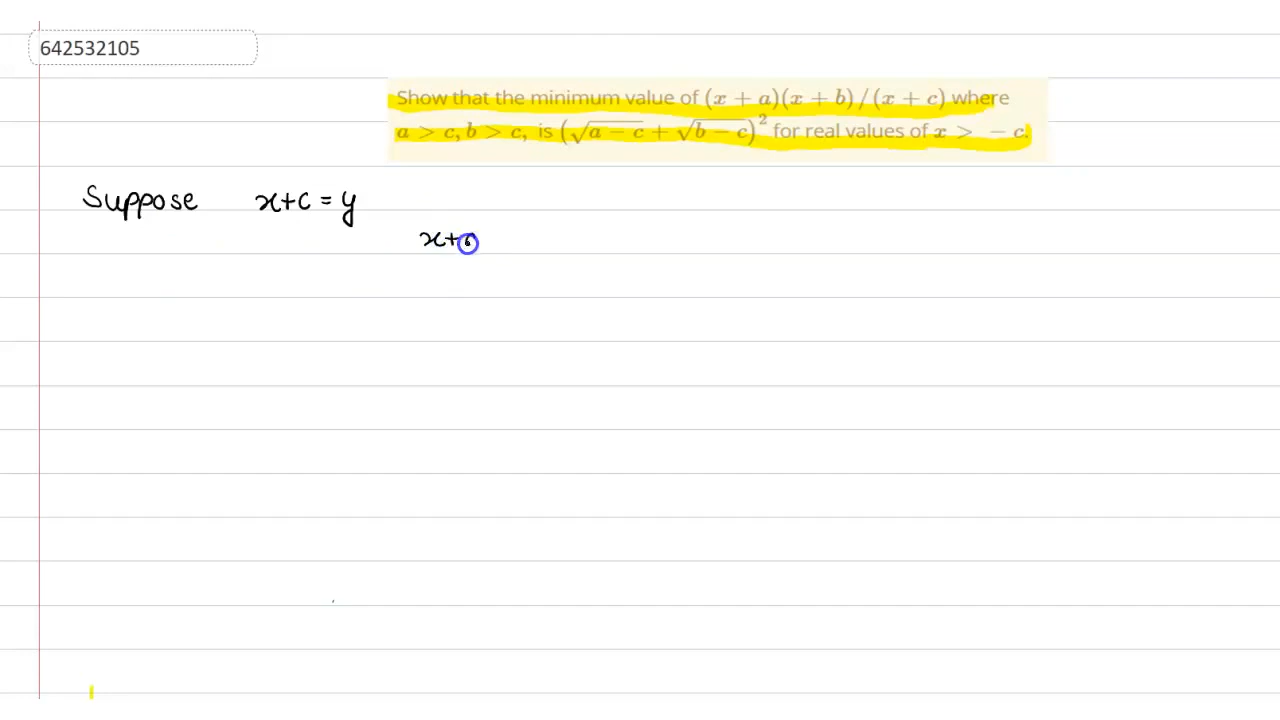 642532105
Show that the minimum value of (x + a)(x + b)/(x + c) where
a > c, b > c, is (√a − c + √b − c)² for real values of x > − c.
Suppose x+c = y
x+